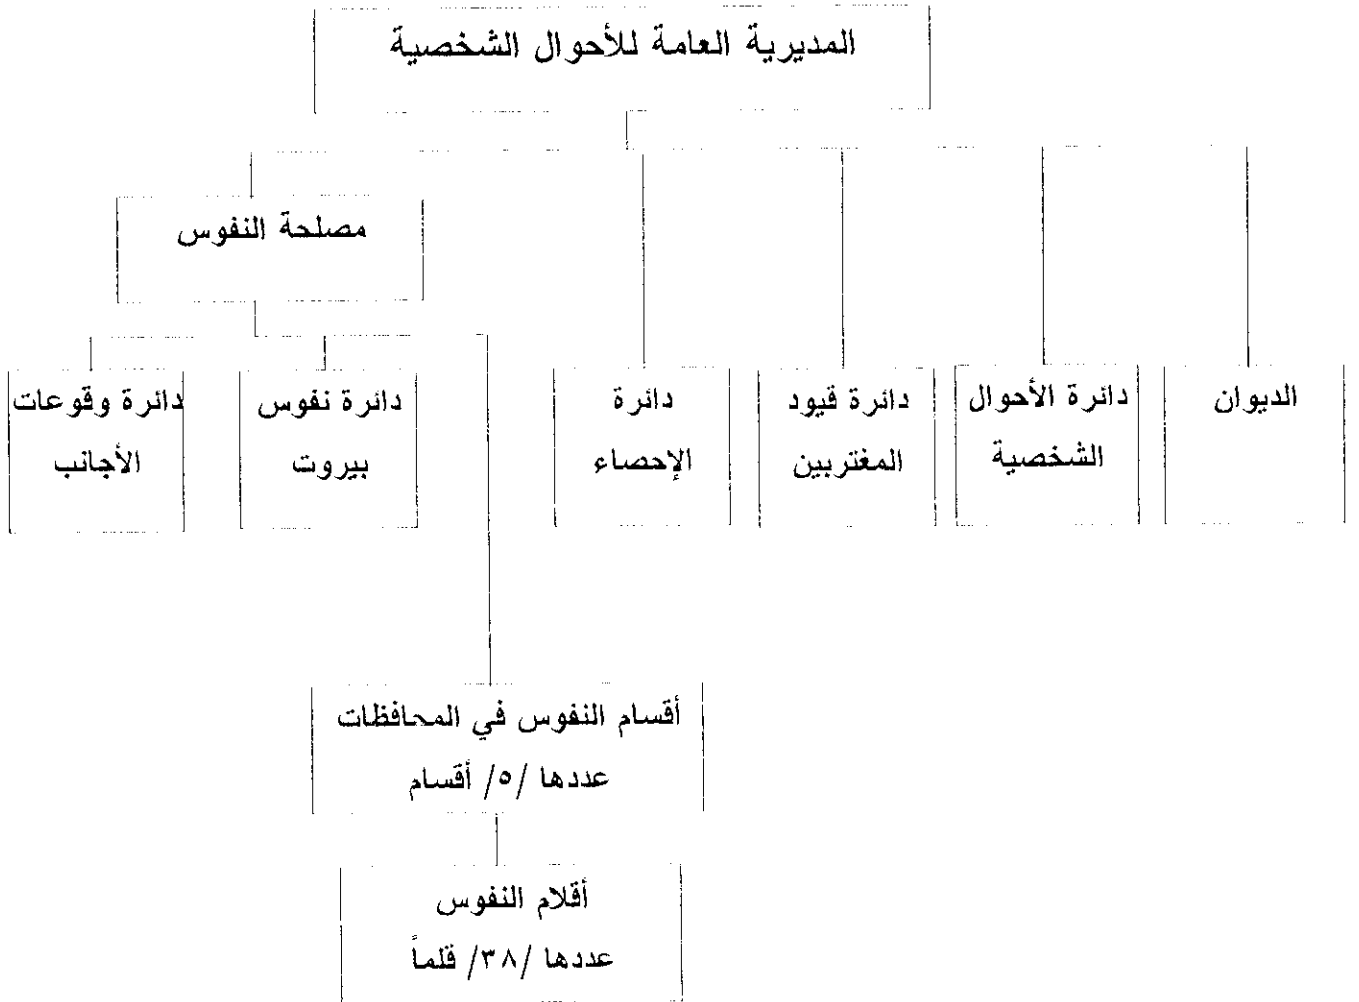 المديرية العامة للأحوال الشخصية
مصلحة النفوس
الديوان
دائرة الأحوال
الشخصية
دائرة قيود
المغتربين
دائرة
الإحصاء
دائرة نفوس
بيروت
دائرة وقوعات
الأجانب
أقسام النفوس في المحافظات
عددها /٥/ أقسام
أقلام النفوس
عددها /٣٨/ قلماً